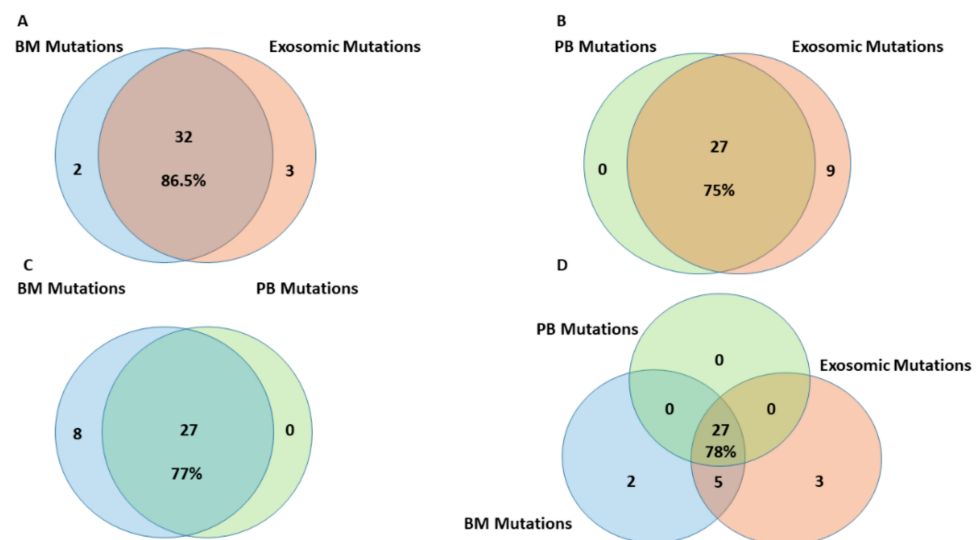 A
BM Mutations
Exosomic Mutations
2
32
86.5%
3
B
PB Mutations
Exosomic Mutations
0
27
75%
9
C
BM Mutations
PB Mutations
8
27
77%
0
D
PB Mutations
Exosomic Mutations
0
0
0
27
78%
2
5
3
BM Mutations